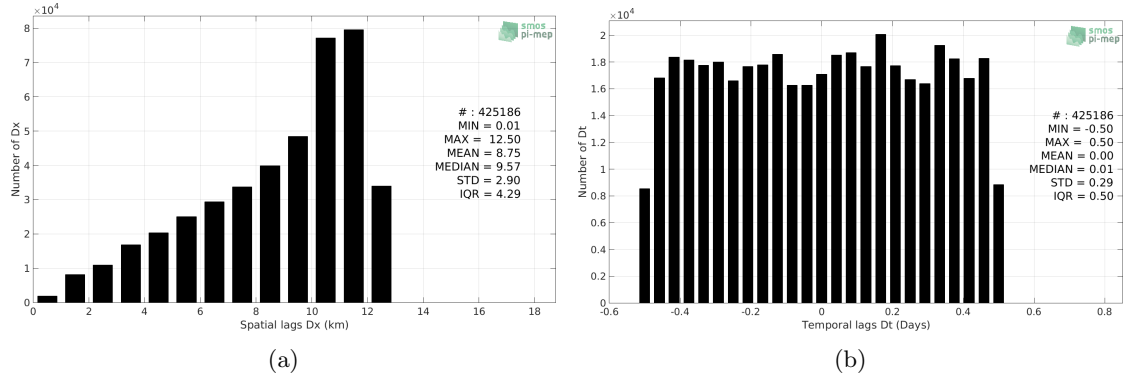 ×10⁴
8
7
6
5
4
3
2
1
0
Number of Dx
smos
pi-mep
# : 425186
MIN = 0.01
MAX = 12.50
MEAN = 8.75
MEDIAN = 9.57
STD = 2.90
IQR = 4.29
0 2 4 6 8 10 12 14 16 18
Spatial lags Dx (km)
(a)
×10⁴
2
1.8
1.6
1.4
1.2
1
0.8
0.6
0.4
0.2
0
Number of Dt
smos
pi-mep
# : 425186
MIN = -0.50
MAX = 0.50
MEAN = 0.00
MEDIAN = 0.01
STD = 0.29
IQR = 0.50
-0.6 -0.4 -0.2 0 0.2 0.4 0.6 0.8
Temporal lags Dt (Days)
(b)